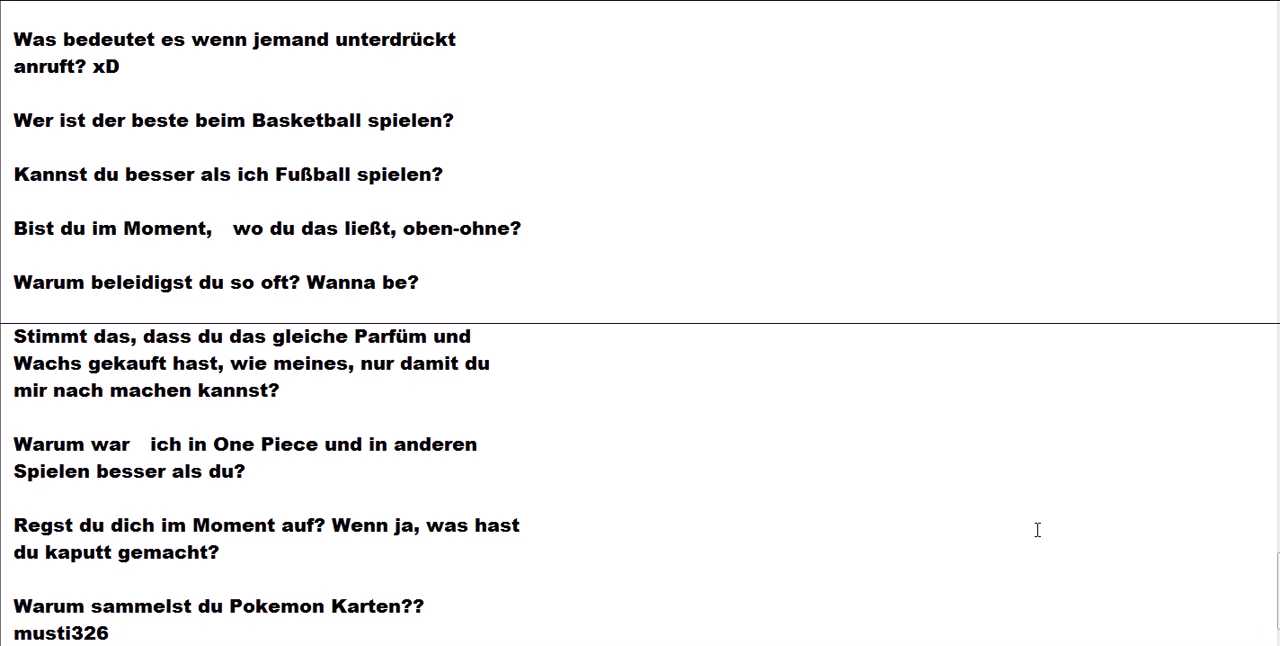 Was bedeutet es wenn jemand unterdrückt
anruft? xD
Wer ist der beste beim Basketball spielen?
Kannst du besser als ich Fußball spielen?
Bist du im Moment,   wo du das ließt, oben-ohne?
Warum beleidigst du so oft? Wanna be?
Stimmt das, dass du das gleiche Parfüm und
Wachs gekauft hast, wie meines, nur damit du
mir nach machen kannst?
Warum war   ich in One Piece und in anderen
Spielen besser als du?
Regst du dich im Moment auf? Wenn ja, was hast
du kaputt gemacht?
Warum sammelst du Pokemon Karten??
musti326